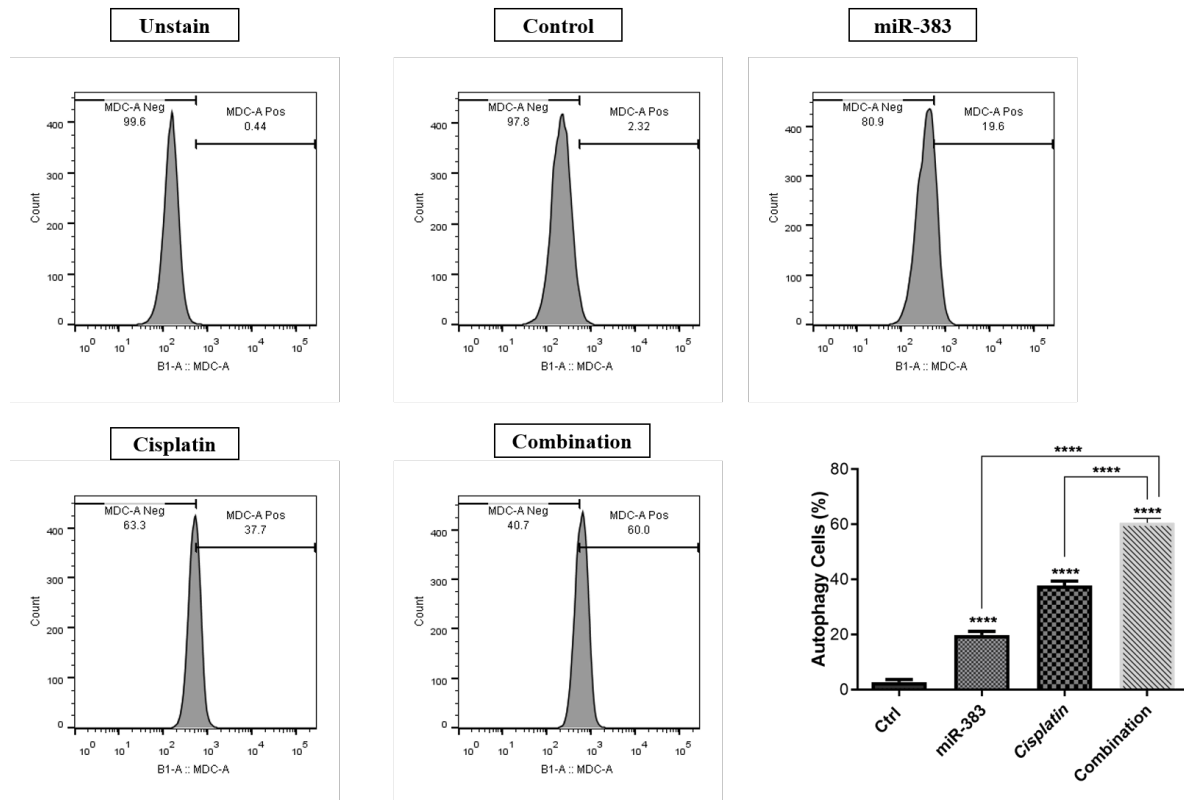 Unstain
MDC-A Neg
99.6
MDC-A Pos
0.44
400
300
200
100
0
Count
10^0 10^1 10^2 10^3 10^4 10^5
B1-A :: MDC-A
Control
MDC-A Neg
97.8
MDC-A Pos
2.32
400
300
200
100
0
Count
10^0 10^1 10^2 10^3 10^4 10^5
B1-A :: MDC-A
miR-383
MDC-A Neg
80.9
MDC-A Pos
19.6
400
300
200
100
0
Count
10^0 10^1 10^2 10^3 10^4 10^5
B1-A :: MDC-A
Cisplatin
MDC-A Neg
63.3
MDC-A Pos
37.7
400
300
200
100
0
Count
10^0 10^1 10^2 10^3 10^4 10^5
B1-A :: MDC-A
Combination
MDC-A Neg
40.7
MDC-A Pos
60.0
400
300
200
100
0
Count
10^0 10^1 10^2 10^3 10^4 10^5
B1-A :: MDC-A
Autophagy Cells (%)
80
60
40
20
0
****
****
****
****
****
Ctrl
miR-383
Cisplatin
Combination